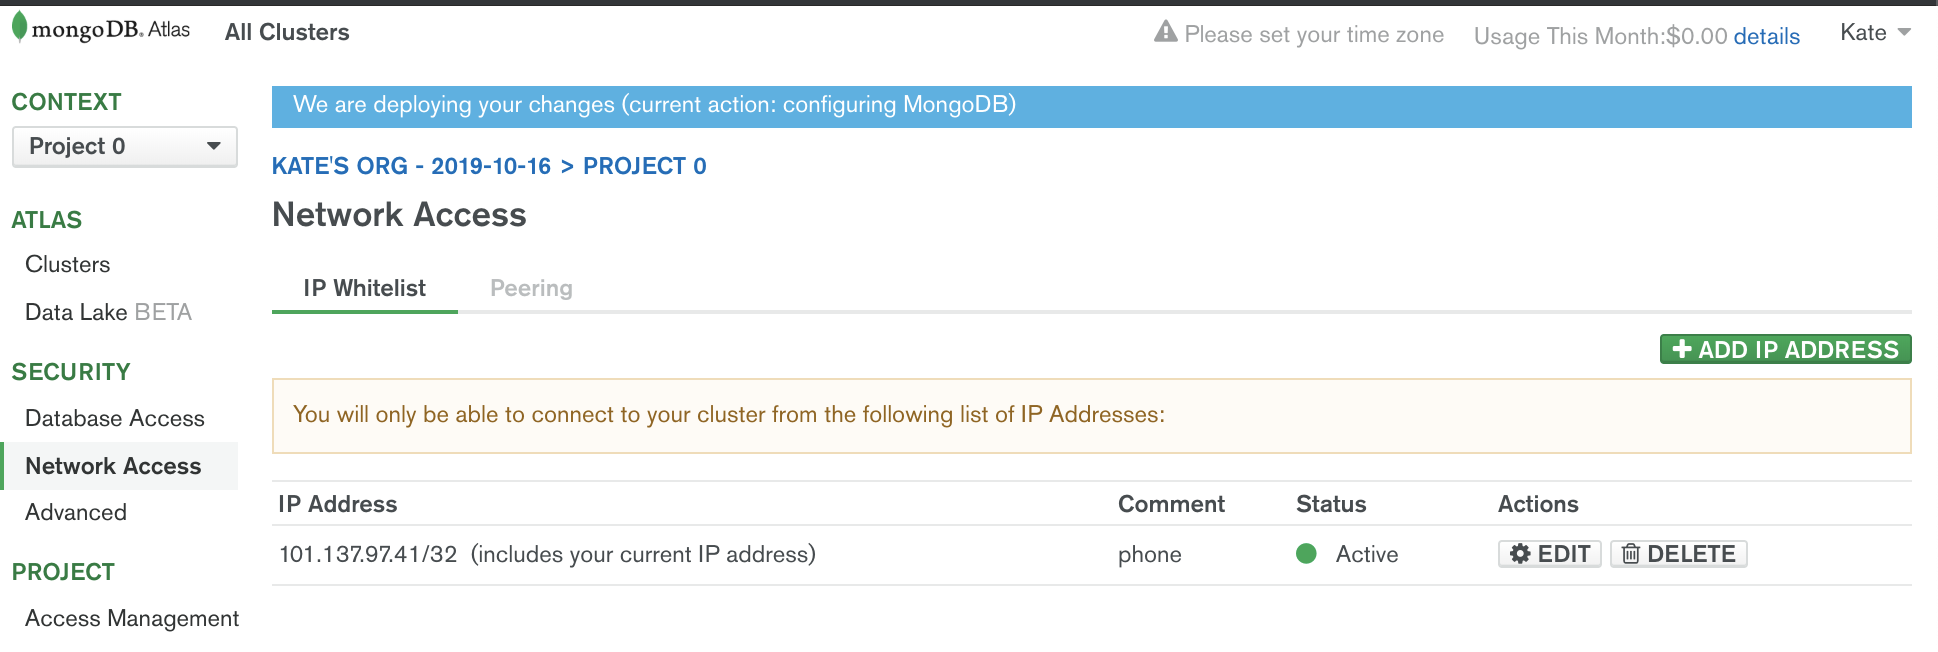 mongoDB. Atlas All Clusters Please set your time zone Usage This Month:$0.00 details Kate
CONTEXT
Project 0
ATLAS
Clusters
Data Lake BETA
SECURITY
Database Access
Network Access
Advanced
PROJECT
Access Management
We are deploying your changes (current action: configuring MongoDB)
KATE'S ORG - 2019-10-16 > PROJECT 0
Network Access
IP Whitelist Peering
ADD IP ADDRESS
You will only be able to connect to your cluster from the following list of IP Addresses:
IP Address Comment Status Actions
101.137.97.41/32 (includes your current IP address) phone Active EDIT DELETE